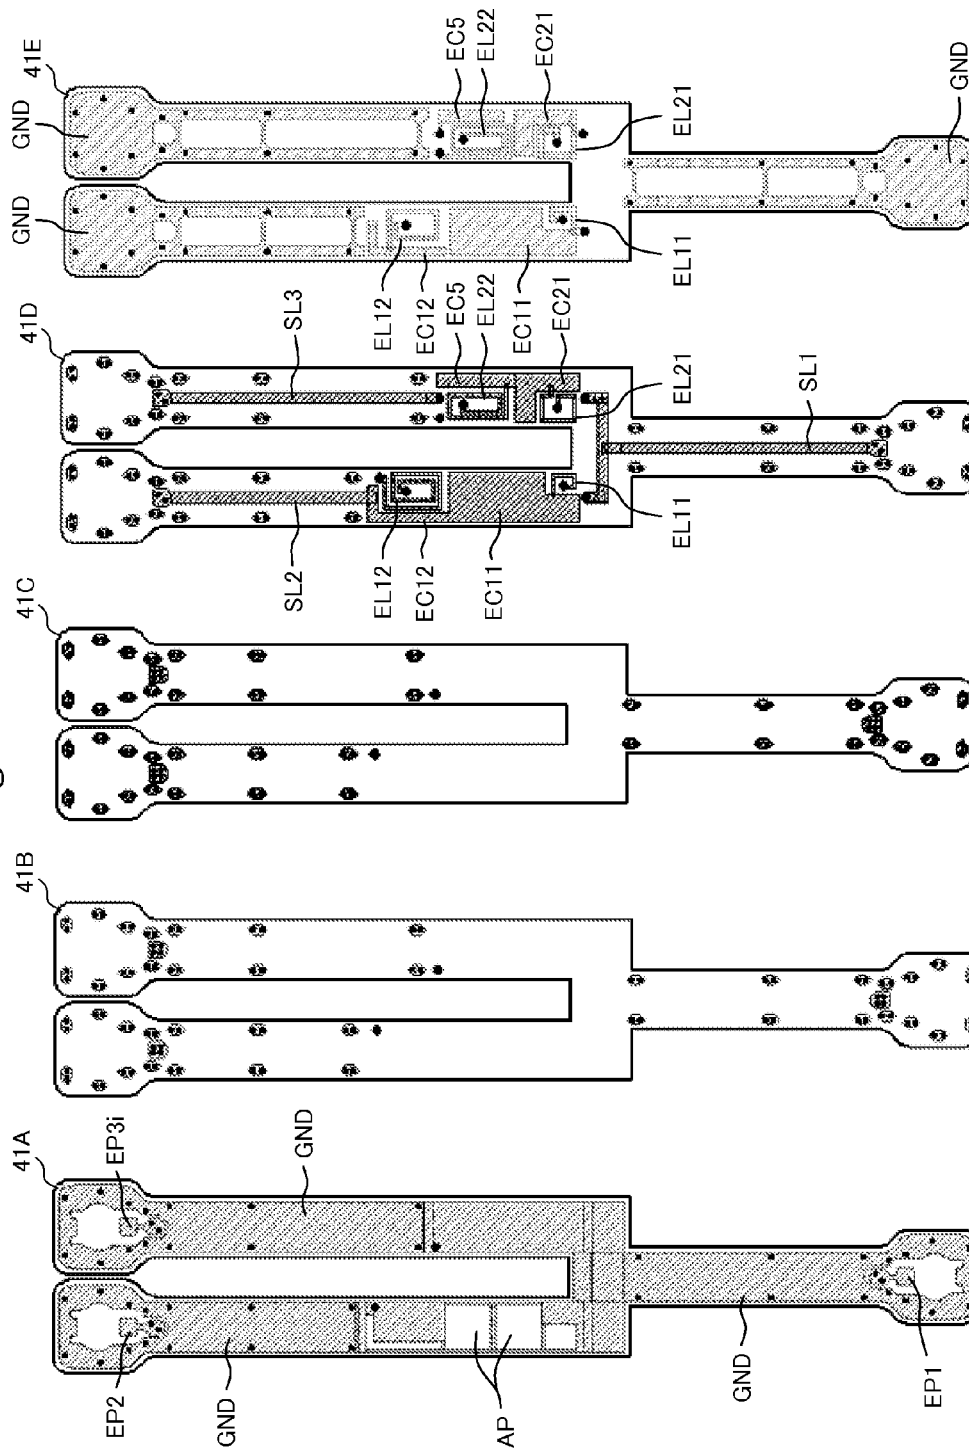 41A
EP3i
GND
EP2
GND
AP
GND
EP1
41B
41C
41D
SL3
SL2
EL12
EC12
EC5
EL22
EC11
EC21
EL21
SL1
EL11
41E
GND
GND
EC5
EL22
EC21
EL12
EC12
EC11
EL21
EL11
GND